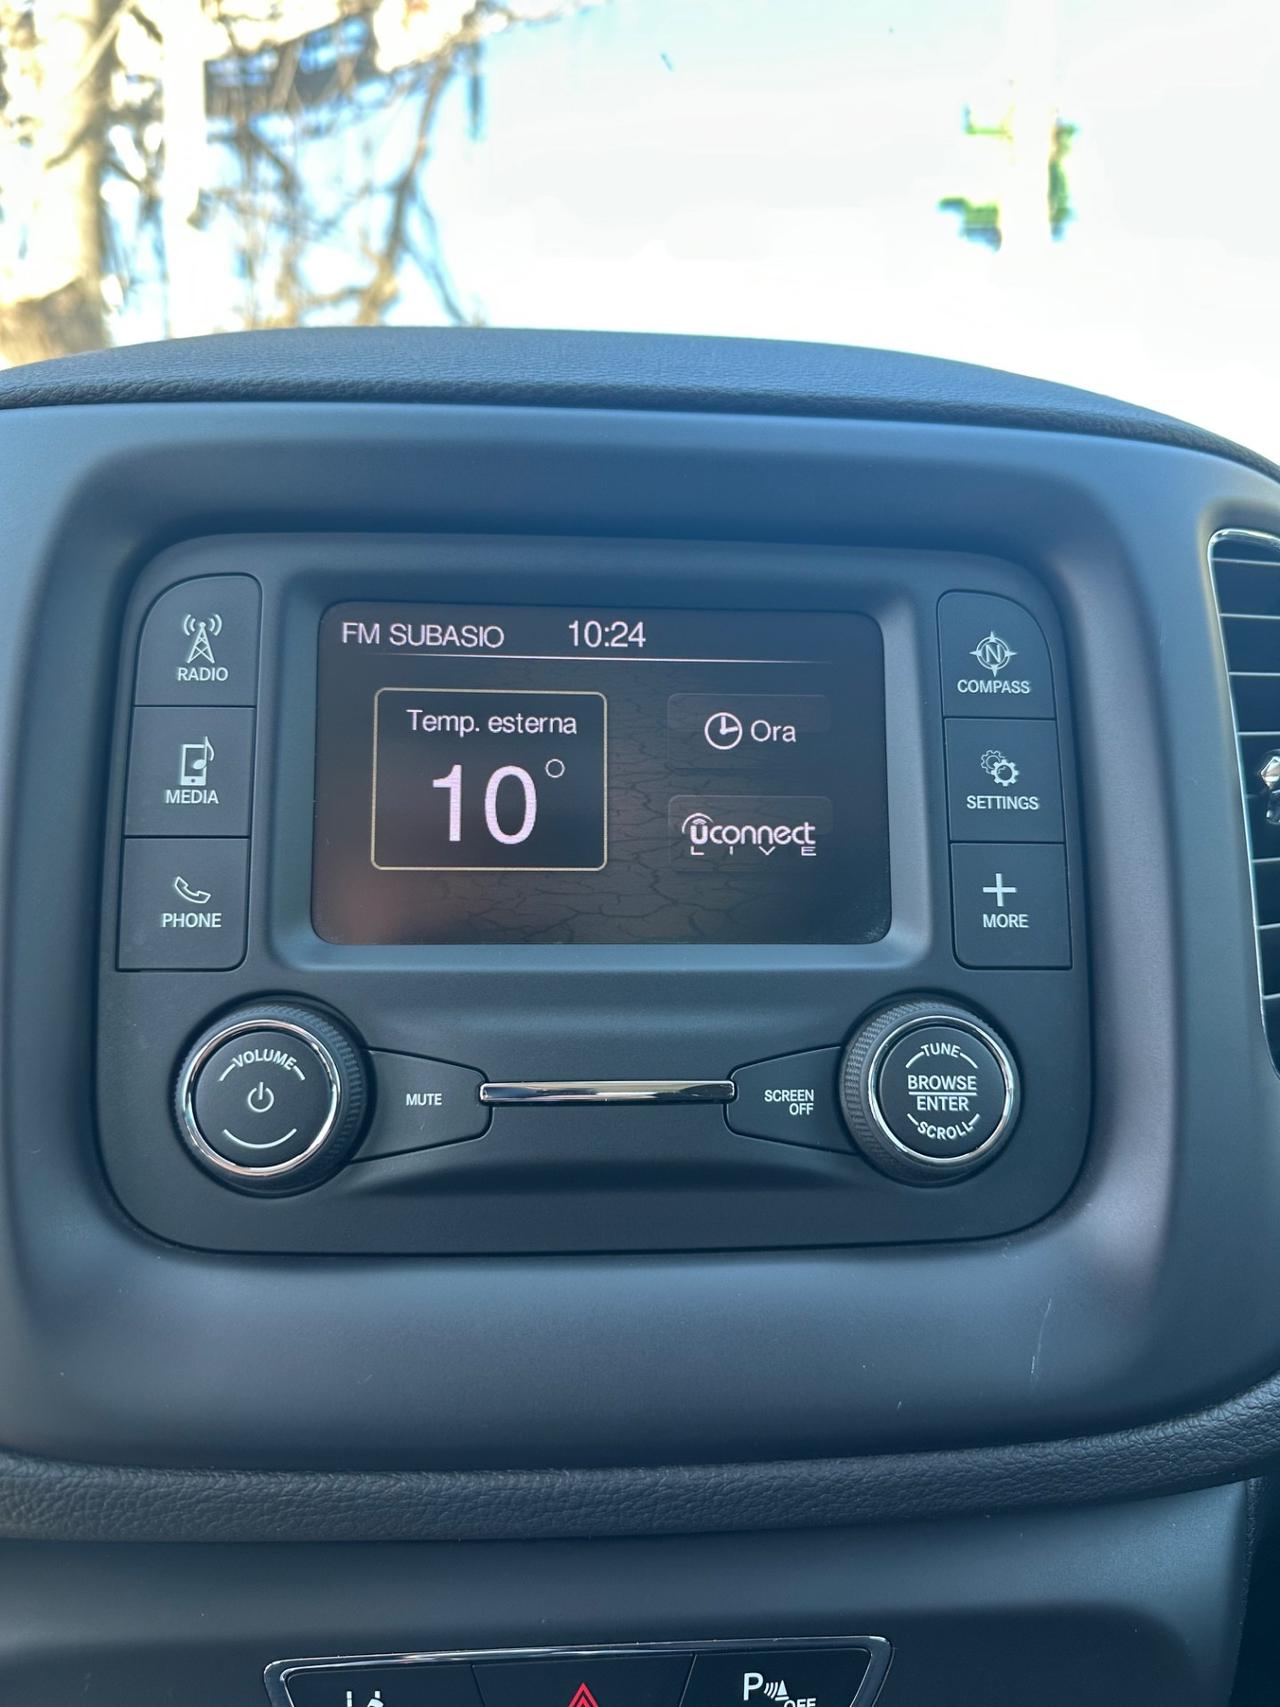 FM SUBASIO 10:24
Temp. esterna
10°
Ora
uconnect
LIVE
RADIO
MEDIA
PHONE
N
COMPASS
SETTINGS
MORE
VOLUME
MUTE
SCREEN
OFF
TUNE
BROWSE
ENTER
SCROLL
P
OFF